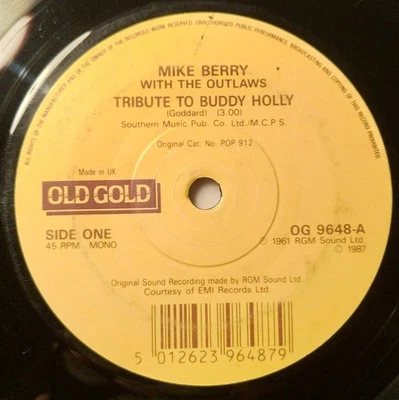 ALL RIGHTS OF THE MANUFACTURER AND OF THE OWNER OF THE RECORDED WORK RESERVED. UNAUTHORISED PUBLIC PERFORMANCE, BROADCASTING AND COPYING OF THIS RECORD PROHIBITED
MIKE BERRY
WITH THE OUTLAWS
TRIBUTE TO BUDDY HOLLY
(Goddard) (3.00)
Southern Music Pub. Co. Ltd./M.C.P.S.
Original Cat. No. POP 912
Made in UK
OLD GOLD
SIDE ONE
45 RPM. MONO
OG 9648-A
℗ 1961 RGM Sound Ltd.
© 1987
Original Sound Recording made by RGM Sound Ltd.
Courtesy of EMI Records Ltd.
5 012623 964879